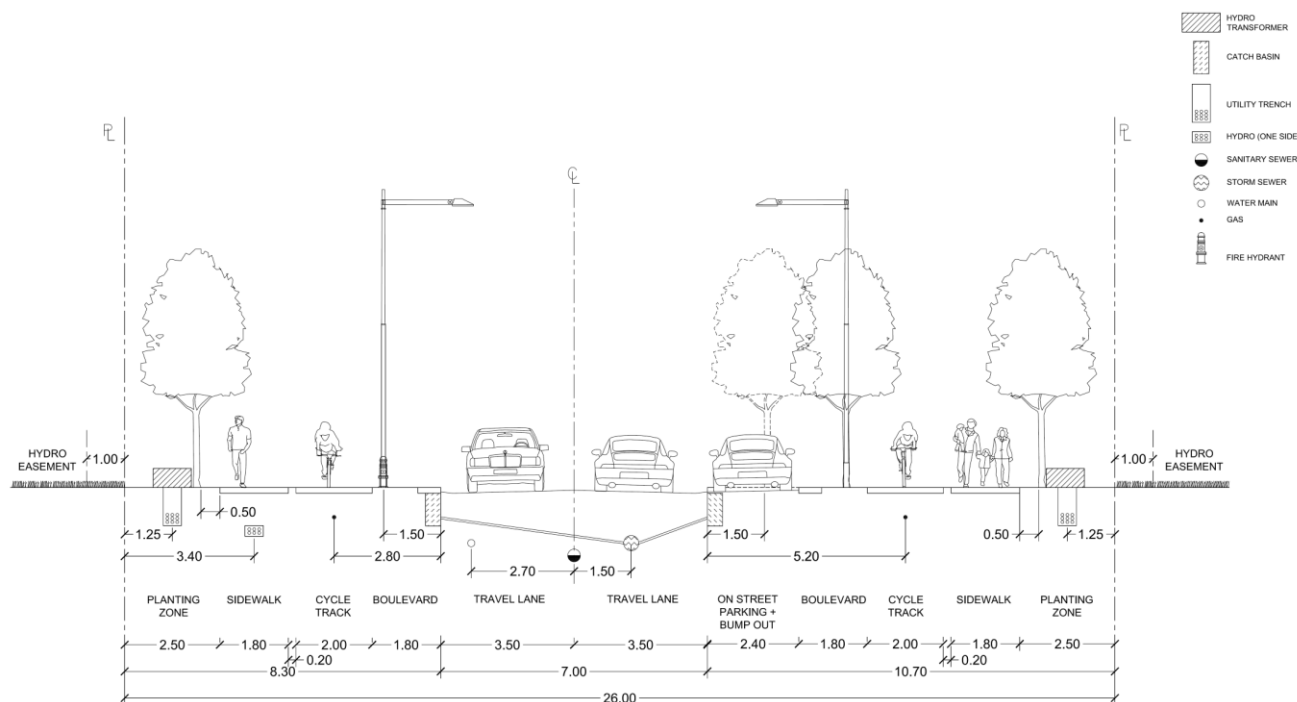 HYDRO
TRANSFORMER
CATCH BASIN
UTILITY TRENCH
HYDRO (ONE SIDE
SANITARY SEWER
STORM SEWER
WATER MAIN
GAS
FIRE HYDRANT
PL
CL
PL
HYDRO
EASEMENT
1.00
1.00
HYDRO
EASEMENT
0.50
1.25
3.40
1.50
2.80
2.70
1.50
1.50
5.20
0.50
1.25
PLANTING
ZONE
SIDEWALK
CYCLE
TRACK
BOULEVARD
TRAVEL LANE
TRAVEL LANE
ON STREET
PARKING +
BUMP OUT
BOULEVARD
CYCLE
TRACK
SIDEWALK
PLANTING
ZONE
2.50 1.80 2.00 1.80 3.50 3.50 2.40 1.80 2.00 1.80 2.50
0.20 0.20
8.30 7.00 10.70
26.00